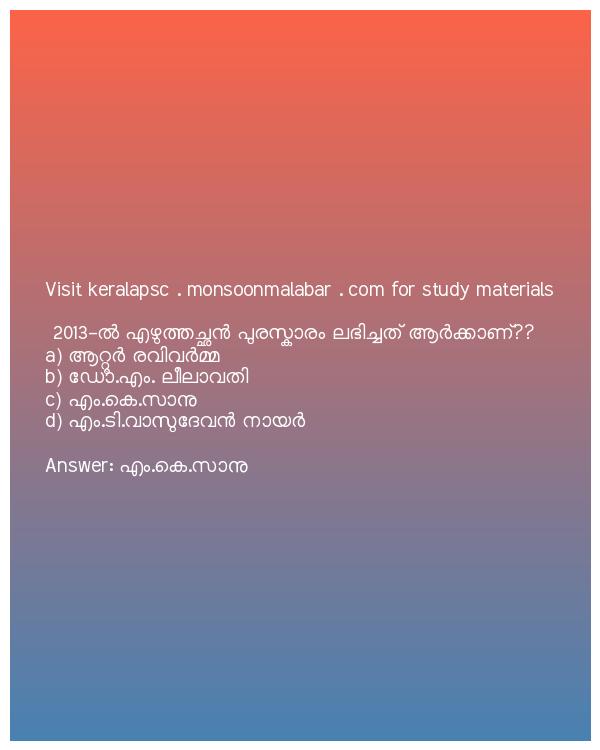 Visit keralapsc . monsoonmalabar . com for study materials
2013-ൽ എഴുത്തച്ഛൻ പുരസ്കാരം ലഭിച്ചത് ആർക്കാണ്??
a) ആറ്റൂർ രവിവർമ്മ
b) ഡോ.എം. ലീലാവതി
c) എം.കെ.സാനു
d) എം.ടി.വാസുദേവൻ നായർ
Answer: എം.കെ.സാനു